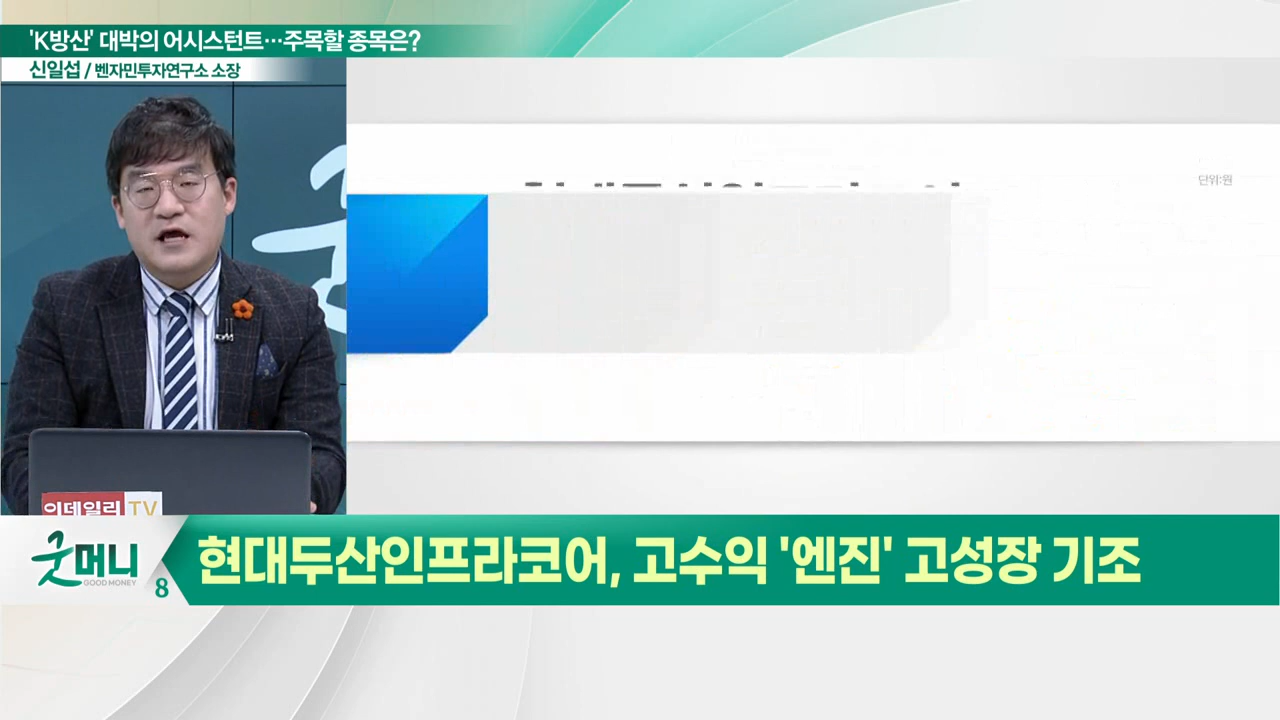 'K방산' 대박의 어시스턴트…주목할 종목은?
신일섭 / 벤자민투자연구소 소장
단위:원
이데일리 TV
굿머니
GOOD MONEY
8
현대두산인프라코어, 고수익 '엔진' 고성장 기조